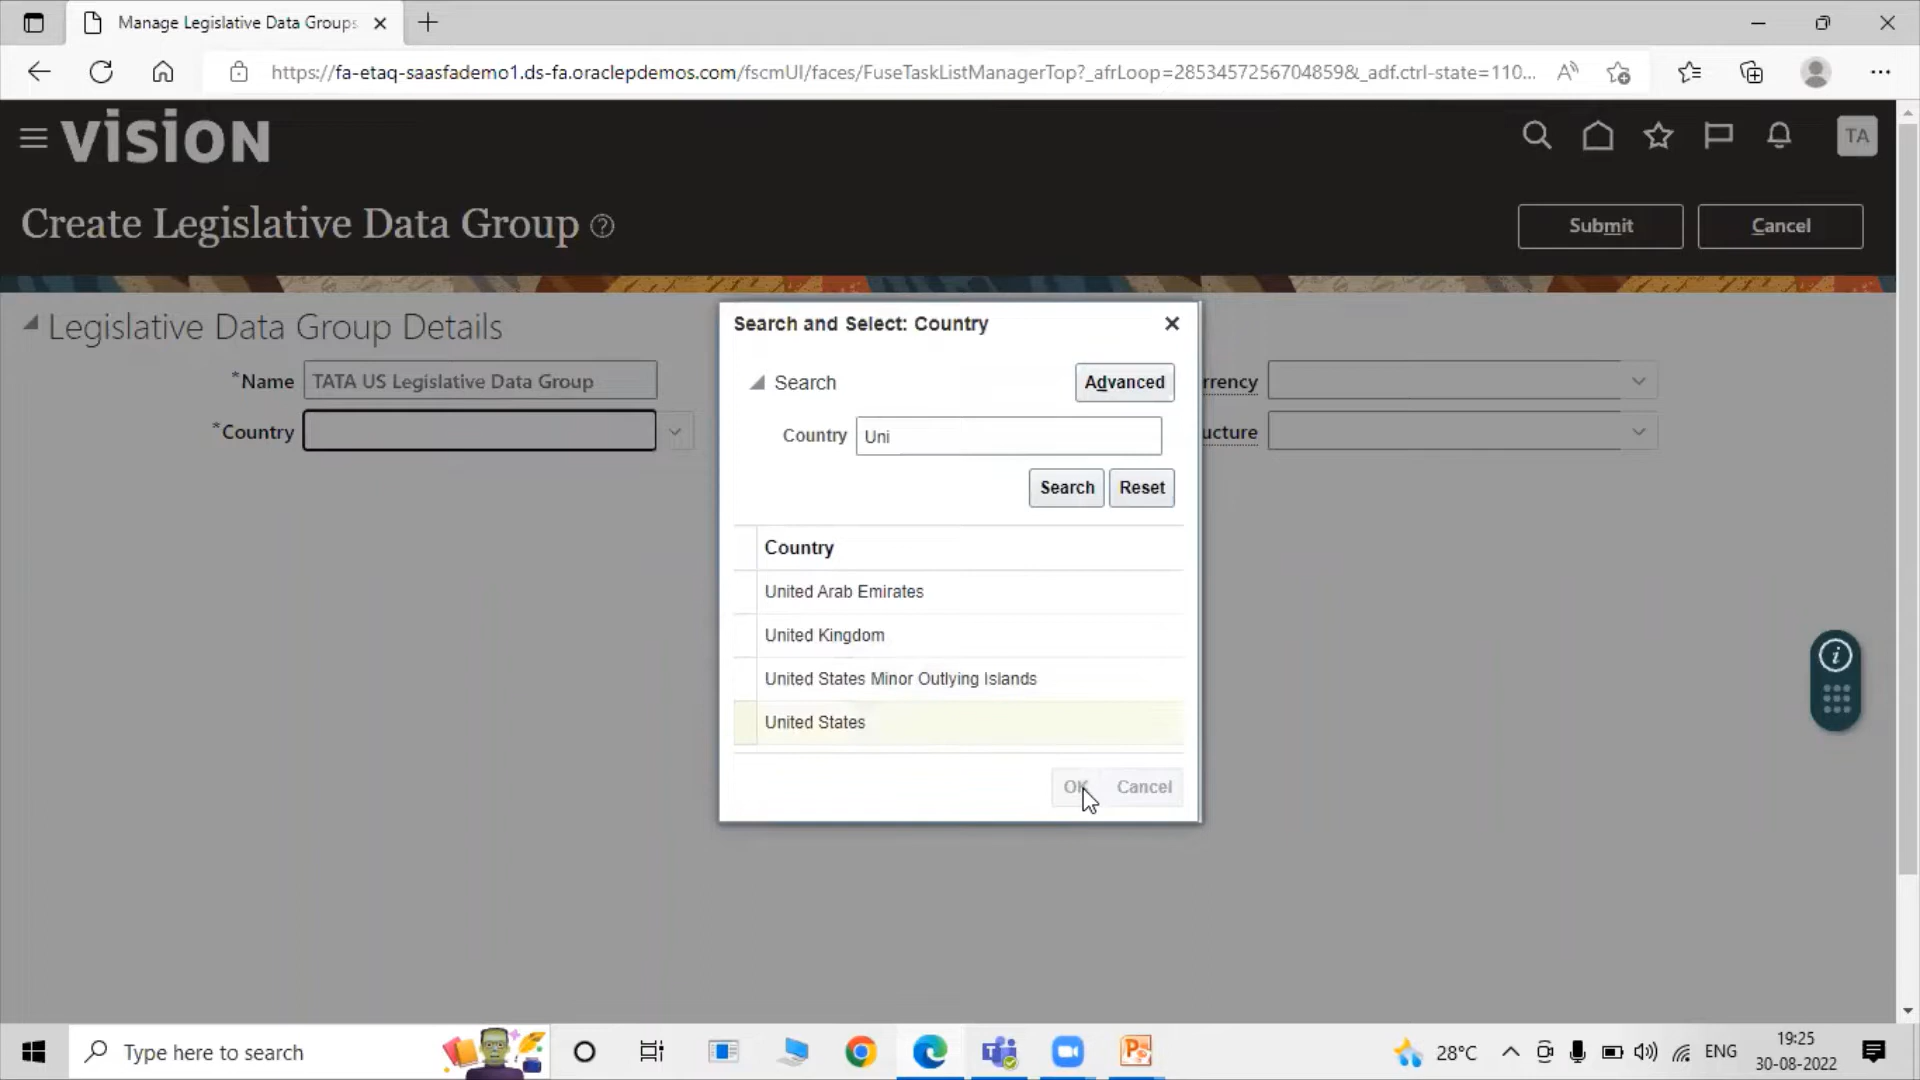 Manage Legislative Data Groups
https://fa-etaq-saasfademo1.ds-fa.oraclepdemos.com/fscmUI/faces/FuseTaskListManagerTop?_afrLoop=2853457256704859&_adf.ctrl-state=110...
VISION
TA
Create Legislative Data Group
Submit
Cancel
Legislative Data Group Details
Search and Select: Country
*Name TATA US Legislative Data Group
rrency
*Country
ucture
Search
Advanced
Country Uni
Search Reset
Country
United Arab Emirates
United Kingdom
United States Minor Outlying Islands
United States
OK Cancel
Type here to search
28°C
ENG
19:25
30-08-2022